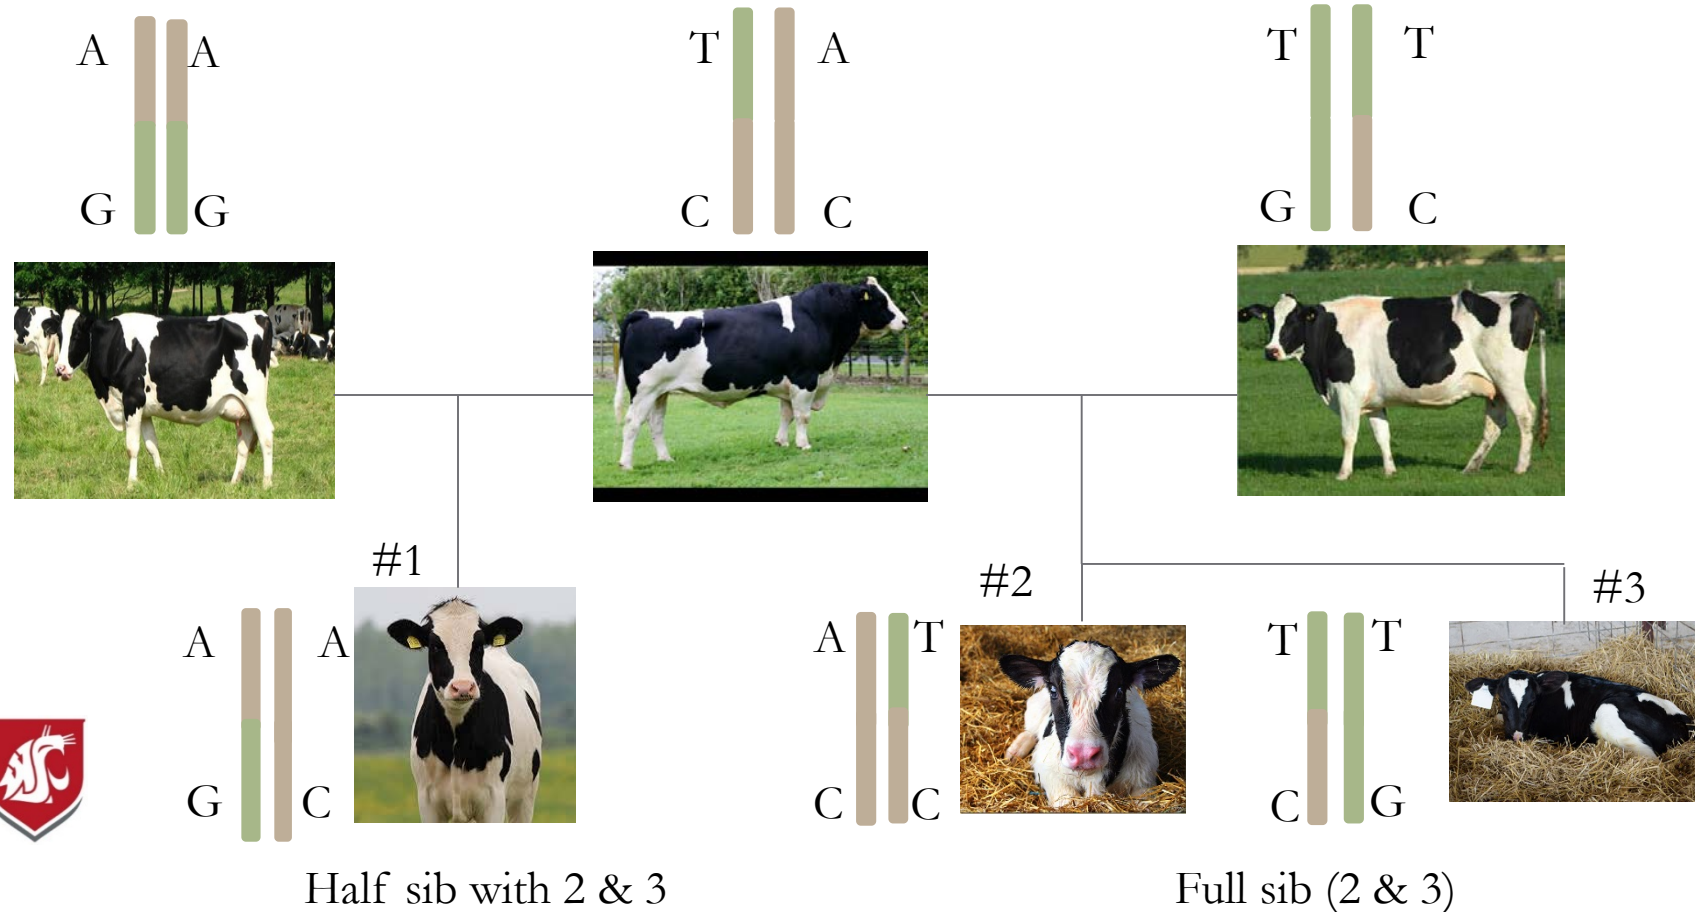 A A
T A
T T
G G
C C
G C
#1
#2
#3
A A
A T
T T
G C
C C
C G
Half sib with 2 & 3
Full sib (2 & 3)